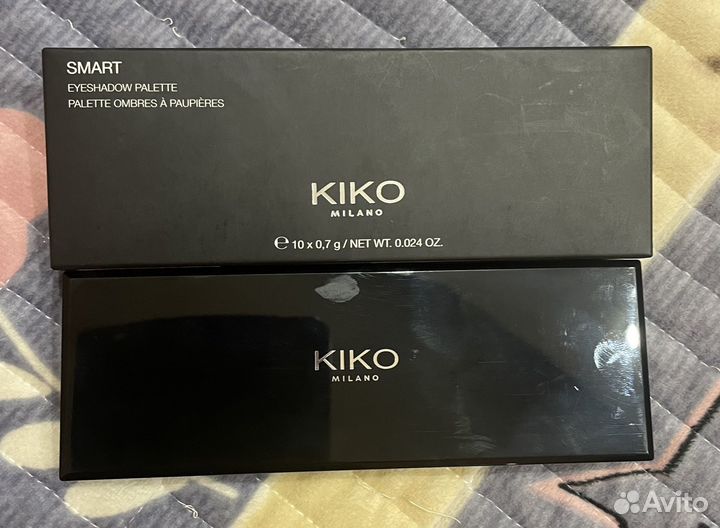 SMART
EYESHADOW PALETTE
PALETTE OMBRES À PAUPIÈRES
KIKO
MILANO
℮ 10 x 0,7 g / NET WT. 0.024 OZ.
KIKO
MILANO
Avito